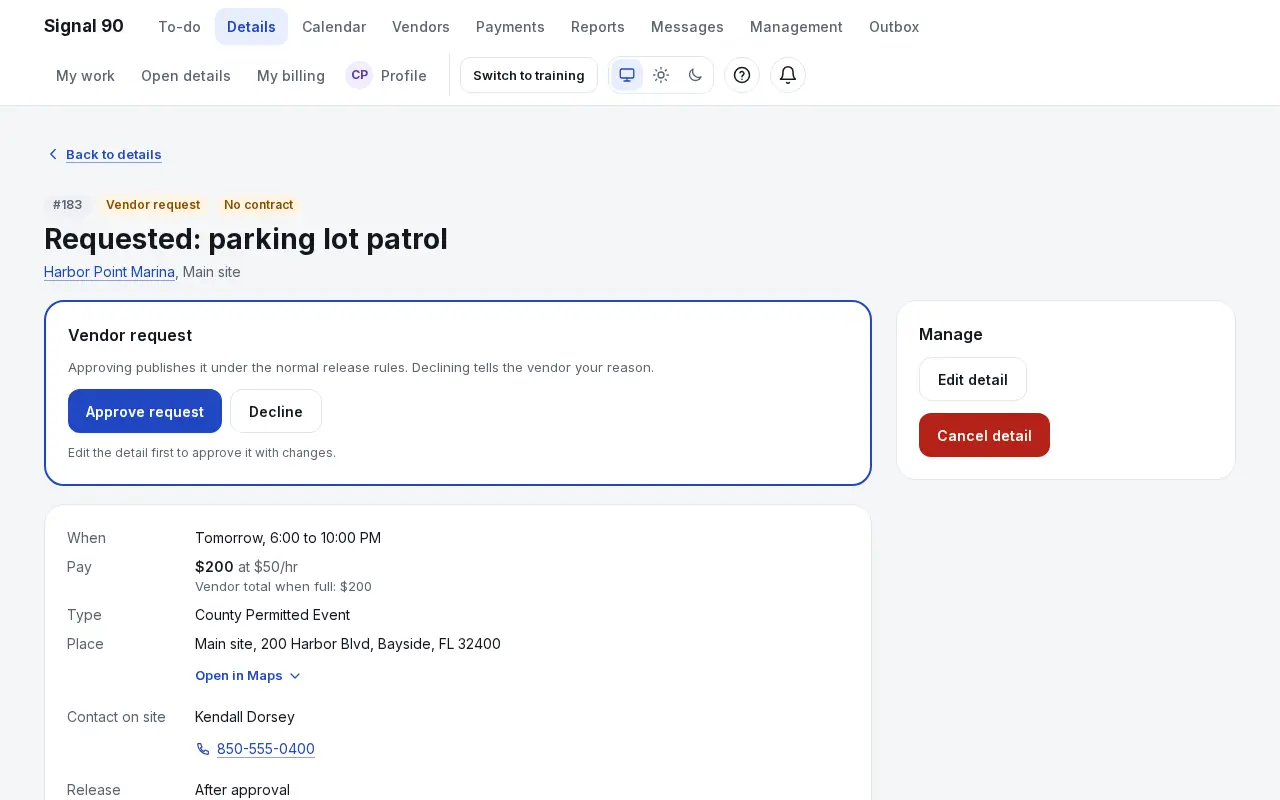 Signal 90
To-do
Details
Calendar
Vendors
Payments
Reports
Messages
Management
Outbox
My work
Open details
My billing
CP
Profile
Switch to training
Back to details
#183
Vendor request
No contract
Requested: parking lot patrol
Harbor Point Marina, Main site
Vendor request
Approving publishes it under the normal release rules. Declining tells the vendor your reason.
Approve request
Decline
Edit the detail first to approve it with changes.
Manage
Edit detail
Cancel detail
When
Tomorrow, 6:00 to 10:00 PM
Pay
$200 at $50/hr
Vendor total when full: $200
Type
County Permitted Event
Place
Main site, 200 Harbor Blvd, Bayside, FL 32400
Open in Maps
Contact on site
Kendall Dorsey
850-555-0400
Release
After approval